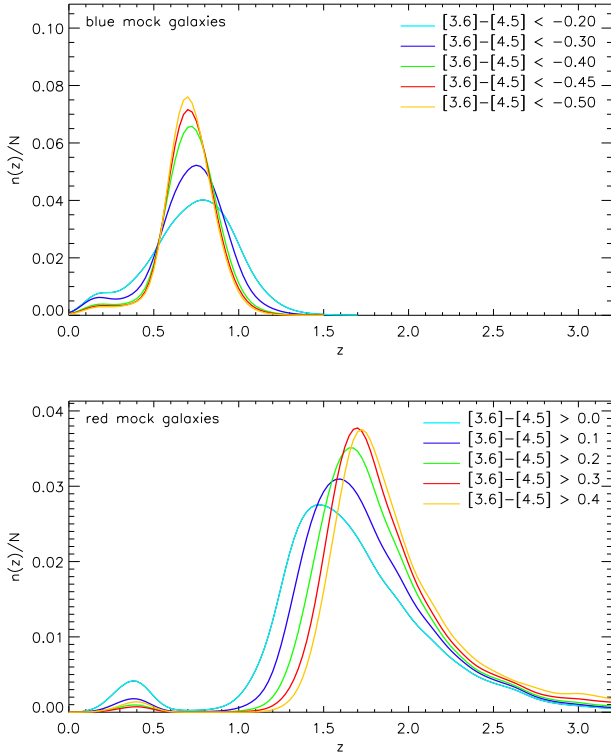 blue mock galaxies
[3.6]−[4.5] < −0.20
[3.6]−[4.5] < −0.30
[3.6]−[4.5] < −0.40
[3.6]−[4.5] < −0.45
[3.6]−[4.5] < −0.50
n(z)/N
0.10
0.08
0.06
0.04
0.02
0.00
0.0 0.5 1.0 1.5 2.0 2.5 3.0
z
red mock galaxies
[3.6]−[4.5] > 0.0
[3.6]−[4.5] > 0.1
[3.6]−[4.5] > 0.2
[3.6]−[4.5] > 0.3
[3.6]−[4.5] > 0.4
n(z)/N
0.04
0.03
0.02
0.01
0.00
0.0 0.5 1.0 1.5 2.0 2.5 3.0
z